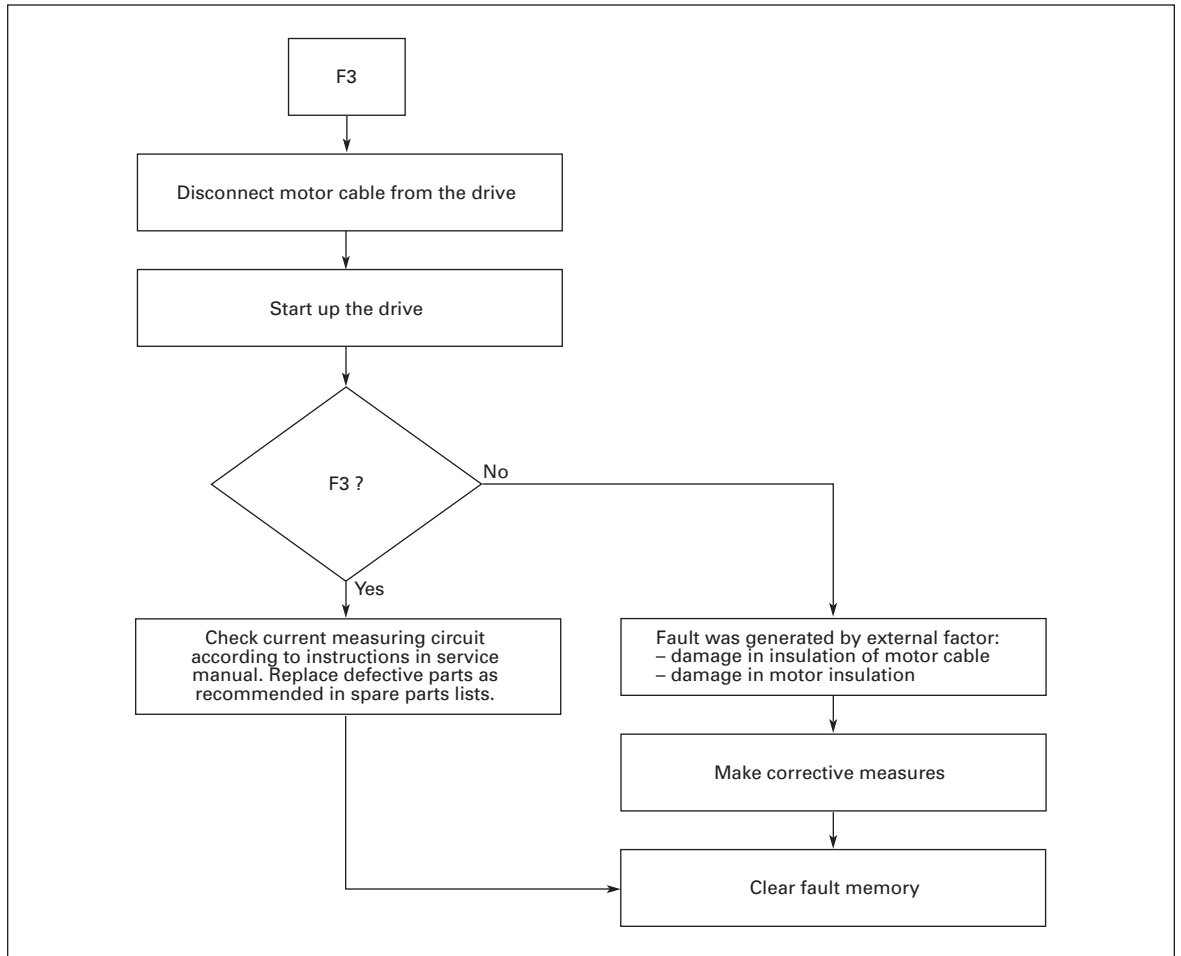 F3
Disconnect motor cable from the drive
Start up the drive
F3 ?
No
Yes
Check current measuring circuit
according to instructions in service
manual. Replace defective parts as
recommended in spare parts lists.
Fault was generated by external factor:
– damage in insulation of motor cable
– damage in motor insulation
Make corrective measures
Clear fault memory